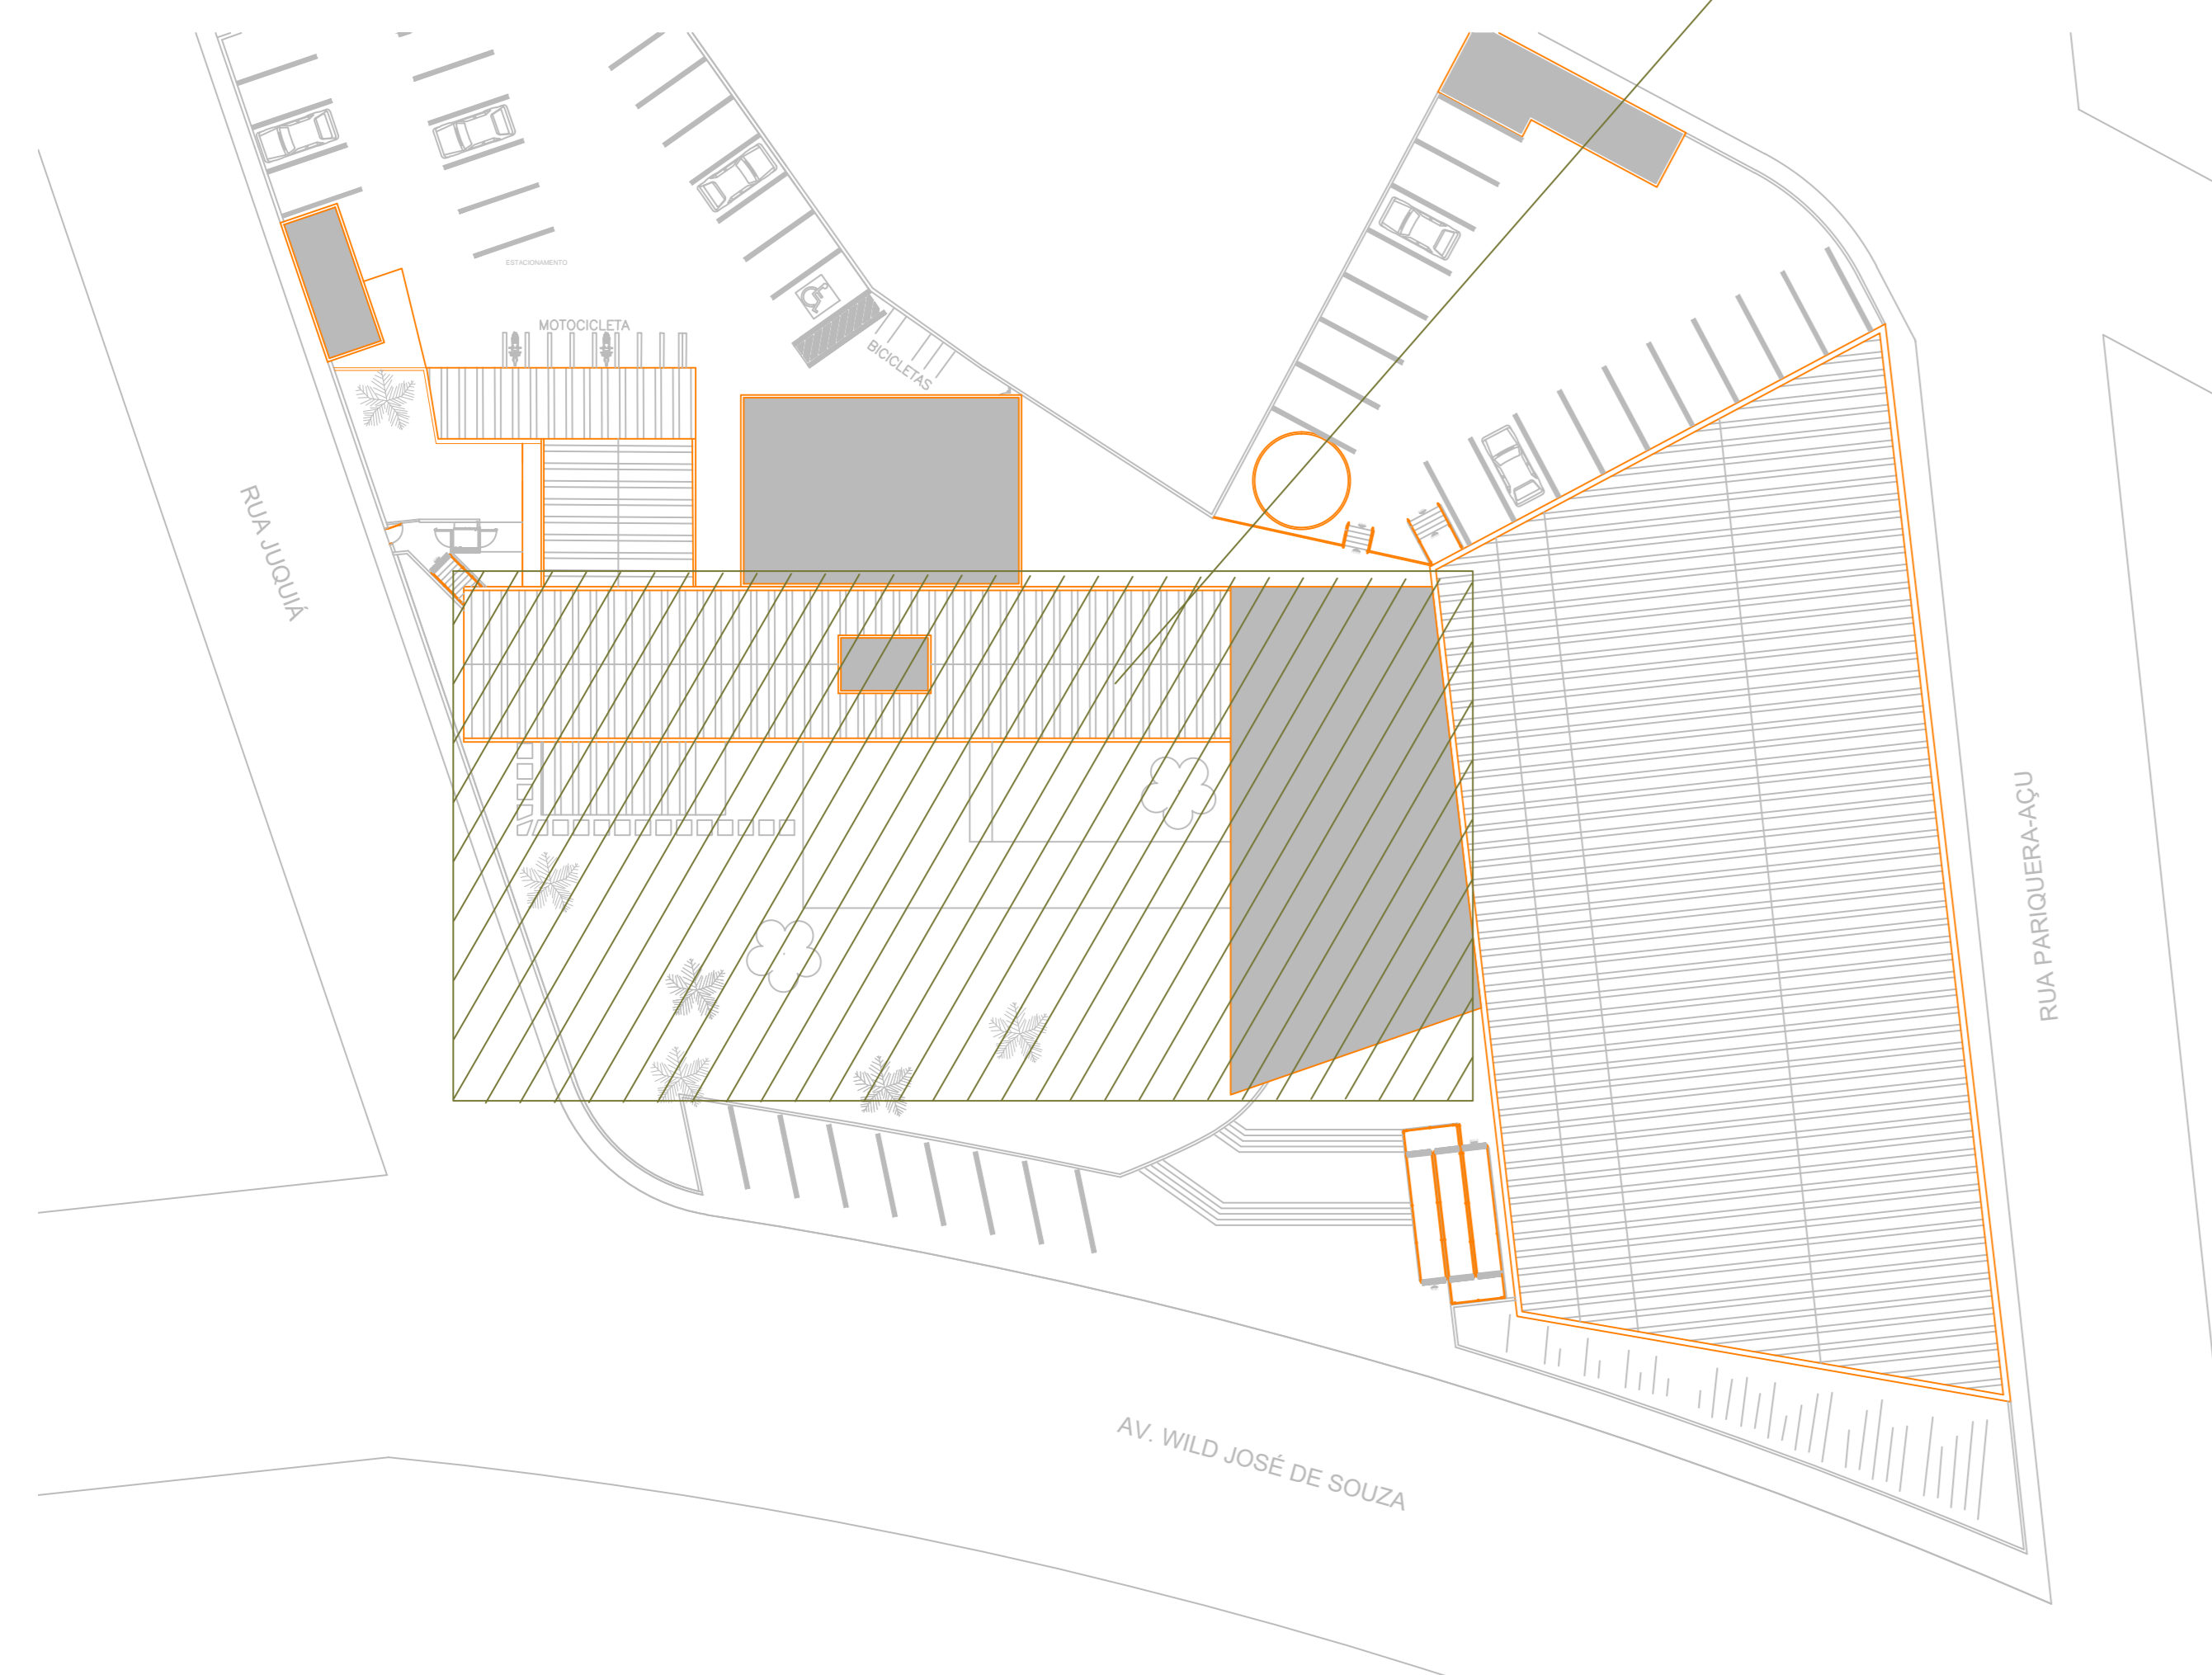 ESTACIONAMENTO
MOTOCICLETA
BICICLETAS
RUA JUQUIÁ
RUA PARIQUERA-AÇU
AV. WILD JOSÉ DE SOUZA